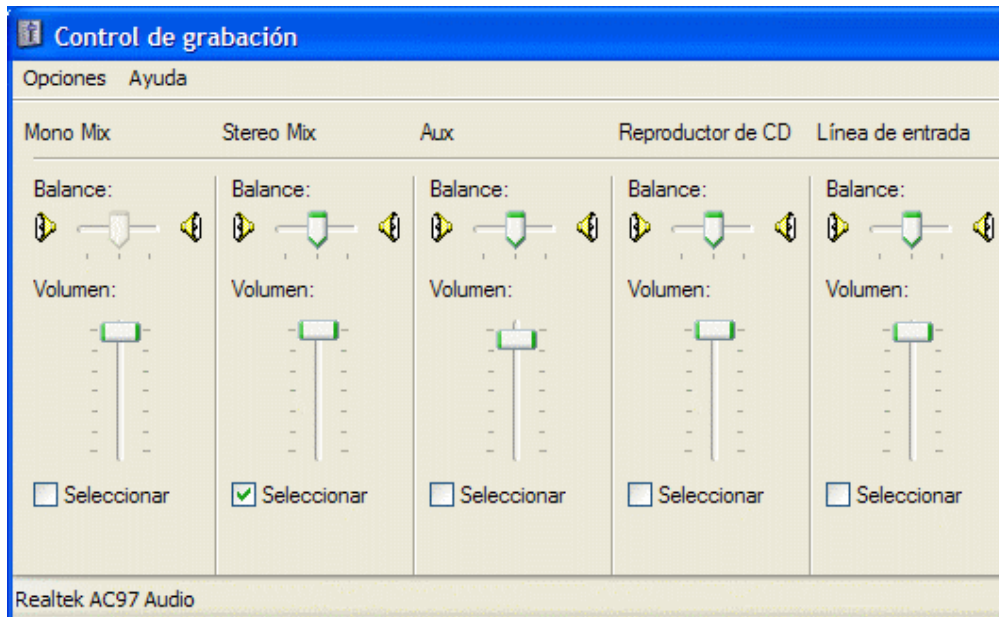 Control de grabación
Opciones Ayuda
Mono Mix Stereo Mix Aux Reproductor de CD Línea de entrada
Balance: Balance: Balance: Balance: Balance:
Volumen: Volumen: Volumen: Volumen: Volumen:
Seleccionar Seleccionar Seleccionar Seleccionar Seleccionar
Realtek AC97 Audio